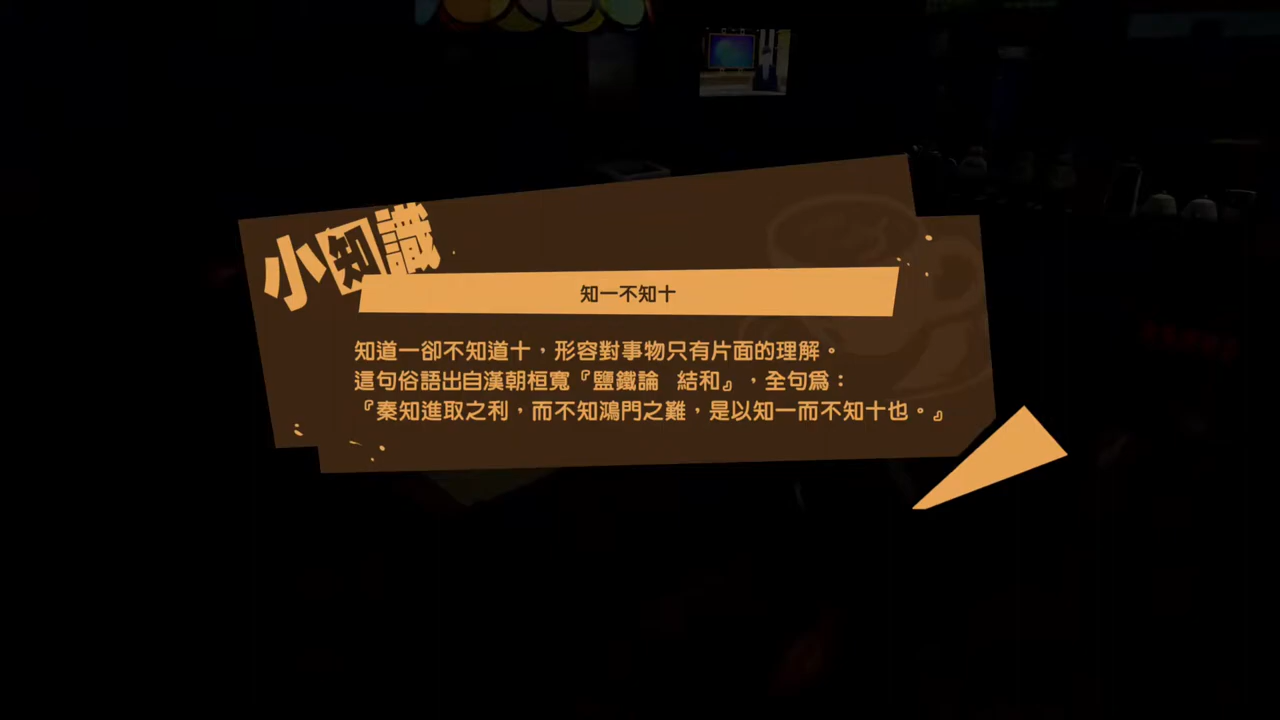 小知識
知一不知十
知道一卻不知道十，形容對事物只有片面的理解。
這句俗語出自漢朝桓寬『鹽鐵論　結和』，全句為：
『秦知進取之利，而不知鴻門之難，是以知一而不知十也。』